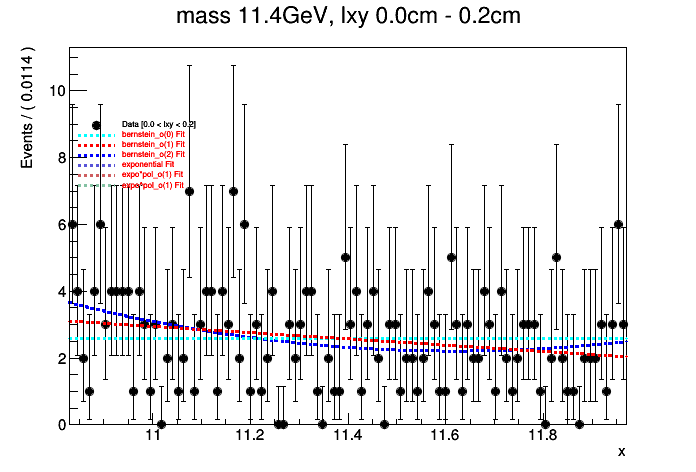 mass 11.4GeV, lxy 0.0cm - 0.2cm
Events / ( 0.0114 )
10
8
6
4
2
0
Data [0.0 < lxy < 0.2]
bernstein_o(0) Fit
bernstein_o(1) Fit
bernstein_o(2) Fit
exponential Fit
expo*pol_o(1) Fit
expo*pol_o(1) Fit
11
11.2
11.4
11.6
11.8
x